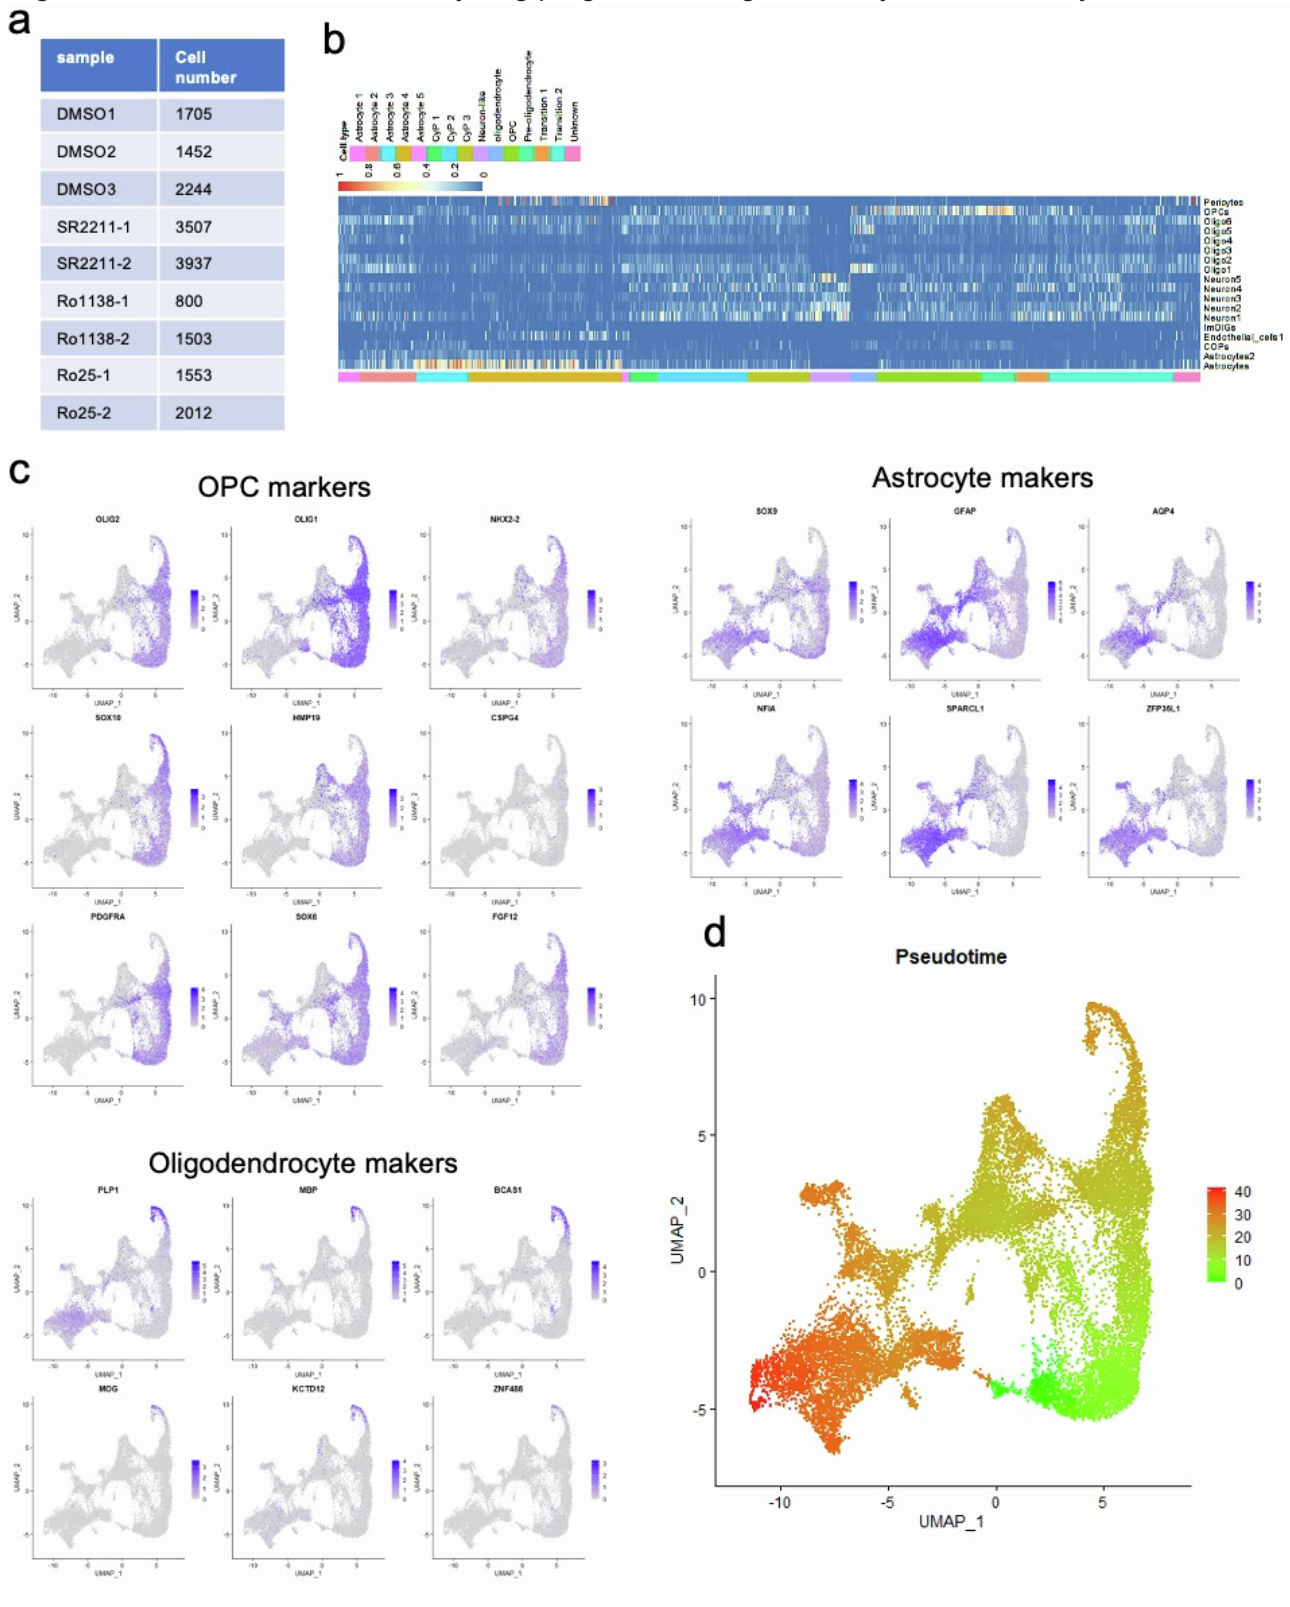 a
sample Cell number
DMSO1 1705
DMSO2 1452
DMSO3 2244
SR2211-1 3507
SR2211-2 3937
Ro1138-1 800
Ro1138-2 1503
Ro25-1 1553
Ro25-2 2012
b
Cell.type
Astrocyte 1
Astrocyte 2
Astrocyte 3
Astrocyte 4
Astrocyte 5
CyP 1
CyP 2
CyP 3
Neuron-like
oligodendrocyte
OPC
Pre-oligodendrocyte
Transition 1
Transition 2
Unknown
1 0.8 0.6 0.4 0.2 0
Pericytes
OPCs
Oligo6
Oligo5
Oligo4
Oligo3
Oligo2
Oligo1
Neuron5
Neuron4
Neuron3
Neuron2
Neuron1
ImOlGs
Endothelial_cells1
COPs
Astrocytes2
Astrocytes
c
OPC markers
OLIG2 OLIG1 NKX2-2
SOX10 HMP19 CSPG4
PDGFRA SOX6 FGF12
UMAP_1
UMAP_2
Astrocyte makers
SOX9 GFAP AQP4
NFIA SPARCL1 ZFP36L1
UMAP_1
UMAP_2
Oligodendrocyte makers
PLP1 MBP BCAS1
MOG KCTD12 ZNF488
UMAP_1
UMAP_2
d
Pseudotime
10
5
0
-5
UMAP_2
-10 -5 0 5
UMAP_1
40
30
20
10
0